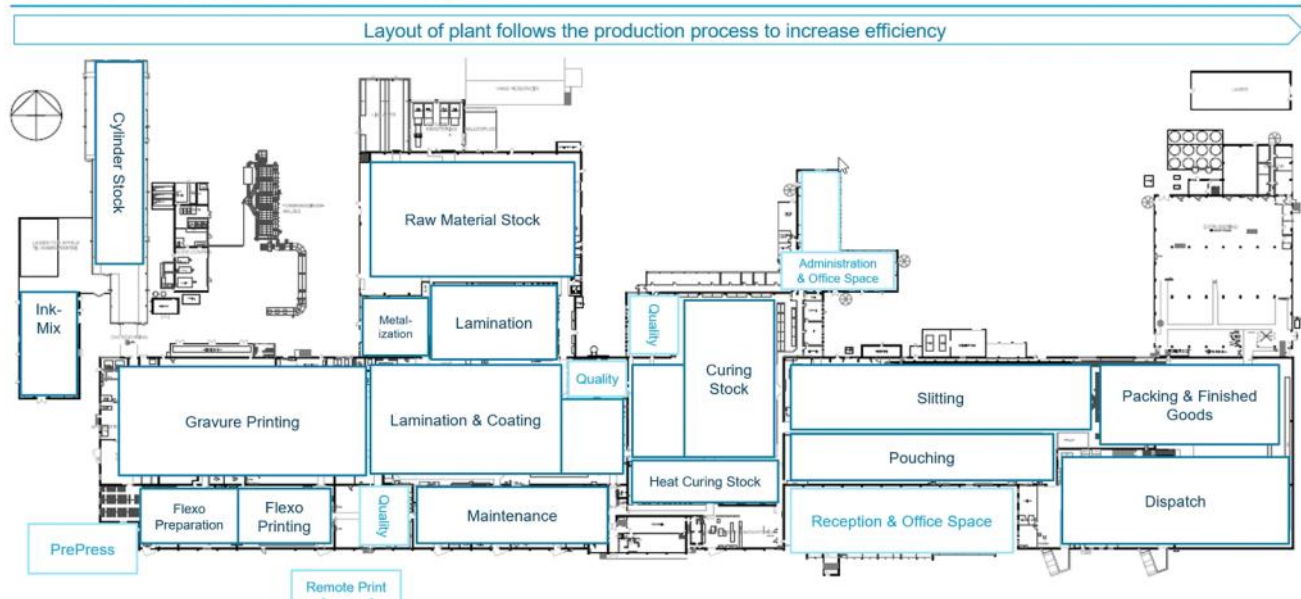 Layout of plant follows the production process to increase efficiency
Cylinder Stock
Raw Material Stock
Administration
& Office Space
Ink-
Mix
Metal-
ization
Lamination
Quality
Curing
Stock
Quality
Gravure Printing
Lamination & Coating
Slitting
Packing & Finished
Goods
Pouching
Heat Curing Stock
Flexo
Preparation
Flexo
Printing
Quality
Maintenance
Reception & Office Space
Dispatch
PrePress
Remote Print